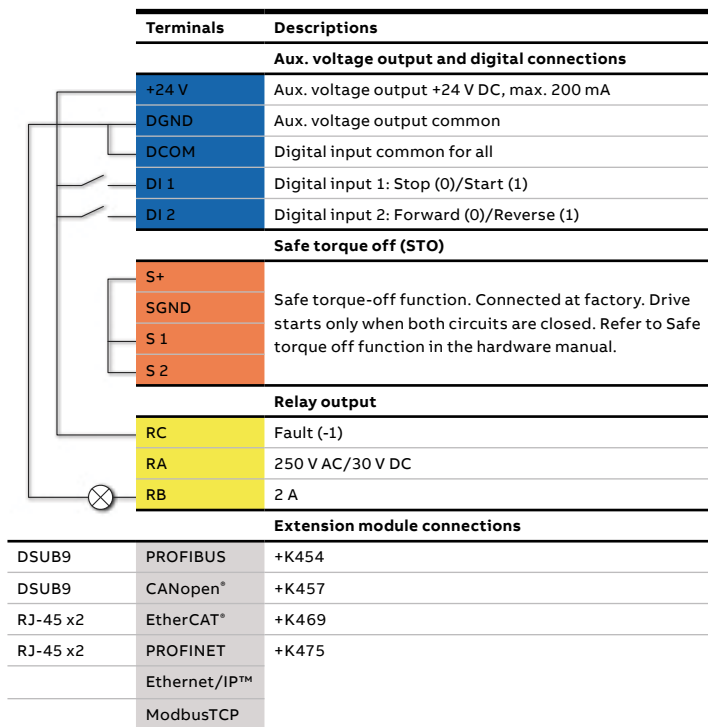 Terminals Descriptions
Aux. voltage output and digital connections
+24 V Aux. voltage output +24 V DC, max. 200 mA
DGND Aux. voltage output common
DCOM Digital input common for all
DI 1 Digital input 1: Stop (0)/Start (1)
DI 2 Digital input 2: Forward (0)/Reverse (1)
Safe torque off (STO)
S+
SGND
S 1
S 2
Safe torque-off function. Connected at factory. Drive
starts only when both circuits are closed. Refer to Safe
torque off function in the hardware manual.
Relay output
RC Fault (-1)
RA 250 V AC/30 V DC
RB 2 A
Extension module connections
DSUB9 PROFIBUS +K454
DSUB9 CANopen® +K457
RJ-45 x2 EtherCAT® +K469
RJ-45 x2 PROFINET +K475
Ethernet/IP™
ModbusTCP